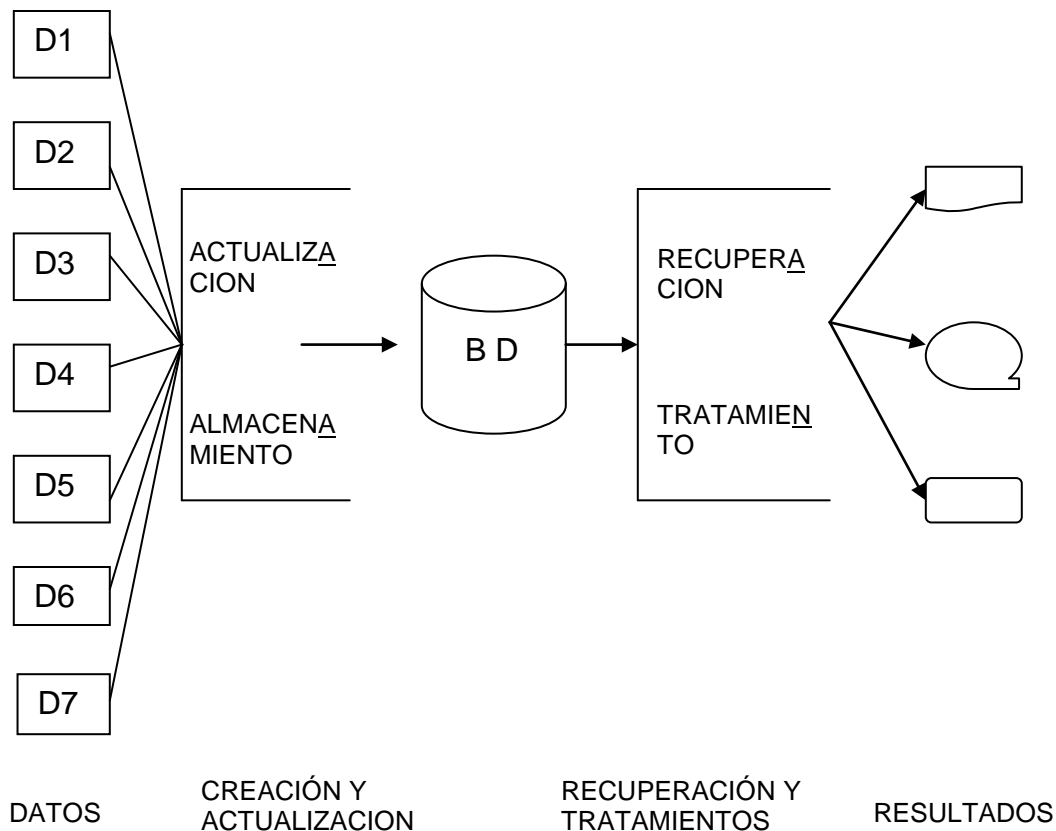 D1
D2
D3
D4
D5
D6
D7
ACTUALIZA
CION
ALMACENA
MIENTO
B D
RECUPERA
CION
TRATAMIEN
TO
DATOS
CREACIÓN Y
ACTUALIZACION
RECUPERACIÓN Y
TRATAMIENTOS
RESULTADOS